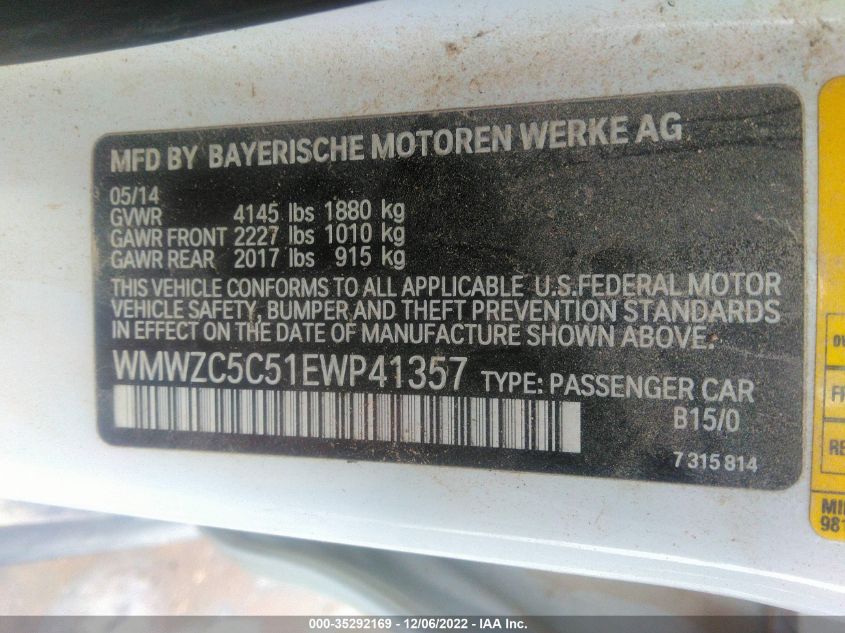 MFD BY BAYERISCHE MOTOREN WERKE AG
05/14
GVWR 4145 lbs 1880 kg
GAWR FRONT 2227 lbs 1010 kg
GAWR REAR 2017 lbs 915 kg
THIS VEHICLE CONFORMS TO ALL APPLICABLE U.S.FEDERAL MOTOR
VEHICLE SAFETY, BUMPER AND THEFT PREVENTION STANDARDS
IN EFFECT ON THE DATE OF MANUFACTURE SHOWN ABOVE.
WMWZC5C51EWP41357 TYPE: PASSENGER CAR
B15/0
7 315 814
000-35292169 - 12/06/2022 - IAA Inc.